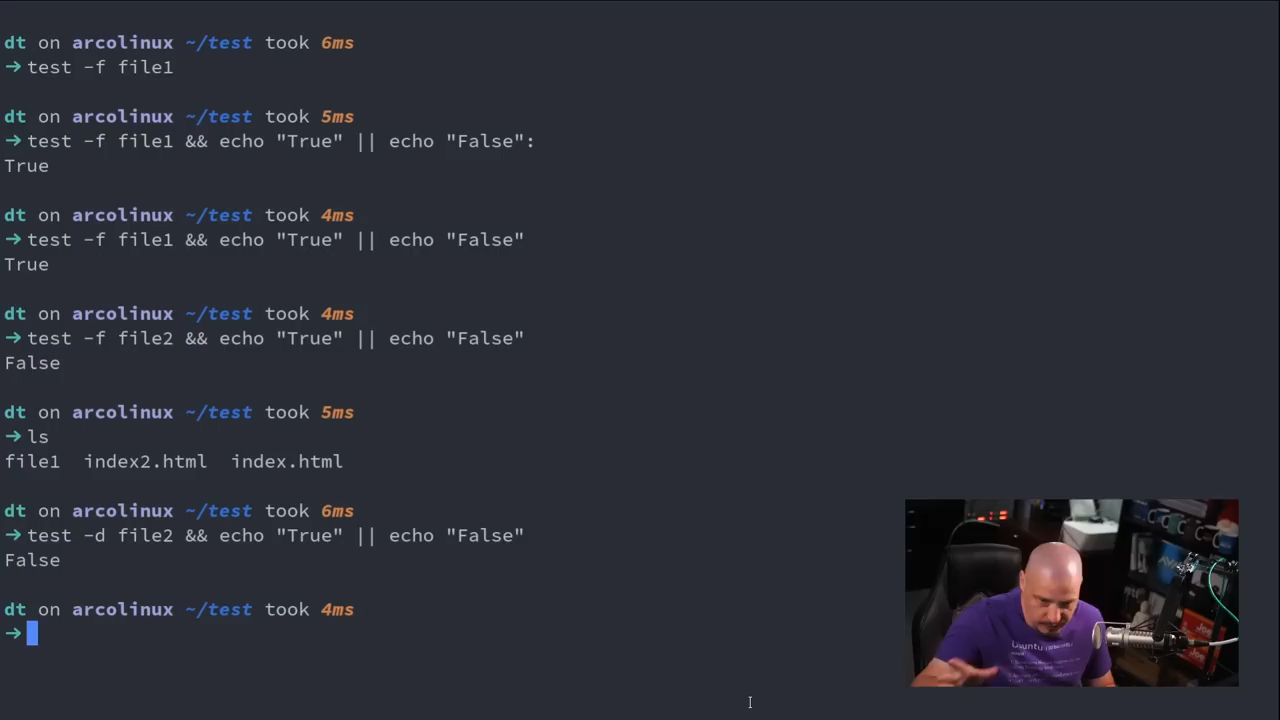 dt on arcolinux ~/test took 6ms
→ test -f file1
dt on arcolinux ~/test took 5ms
→ test -f file1 && echo "True" || echo "False":
True
dt on arcolinux ~/test took 4ms
→ test -f file1 && echo "True" || echo "False"
True
dt on arcolinux ~/test took 4ms
→ test -f file2 && echo "True" || echo "False"
False
dt on arcolinux ~/test took 5ms
→ ls
file1  index2.html  index.html
dt on arcolinux ~/test took 6ms
→ test -d file2 && echo "True" || echo "False"
False
dt on arcolinux ~/test took 4ms
→
Ubuntu